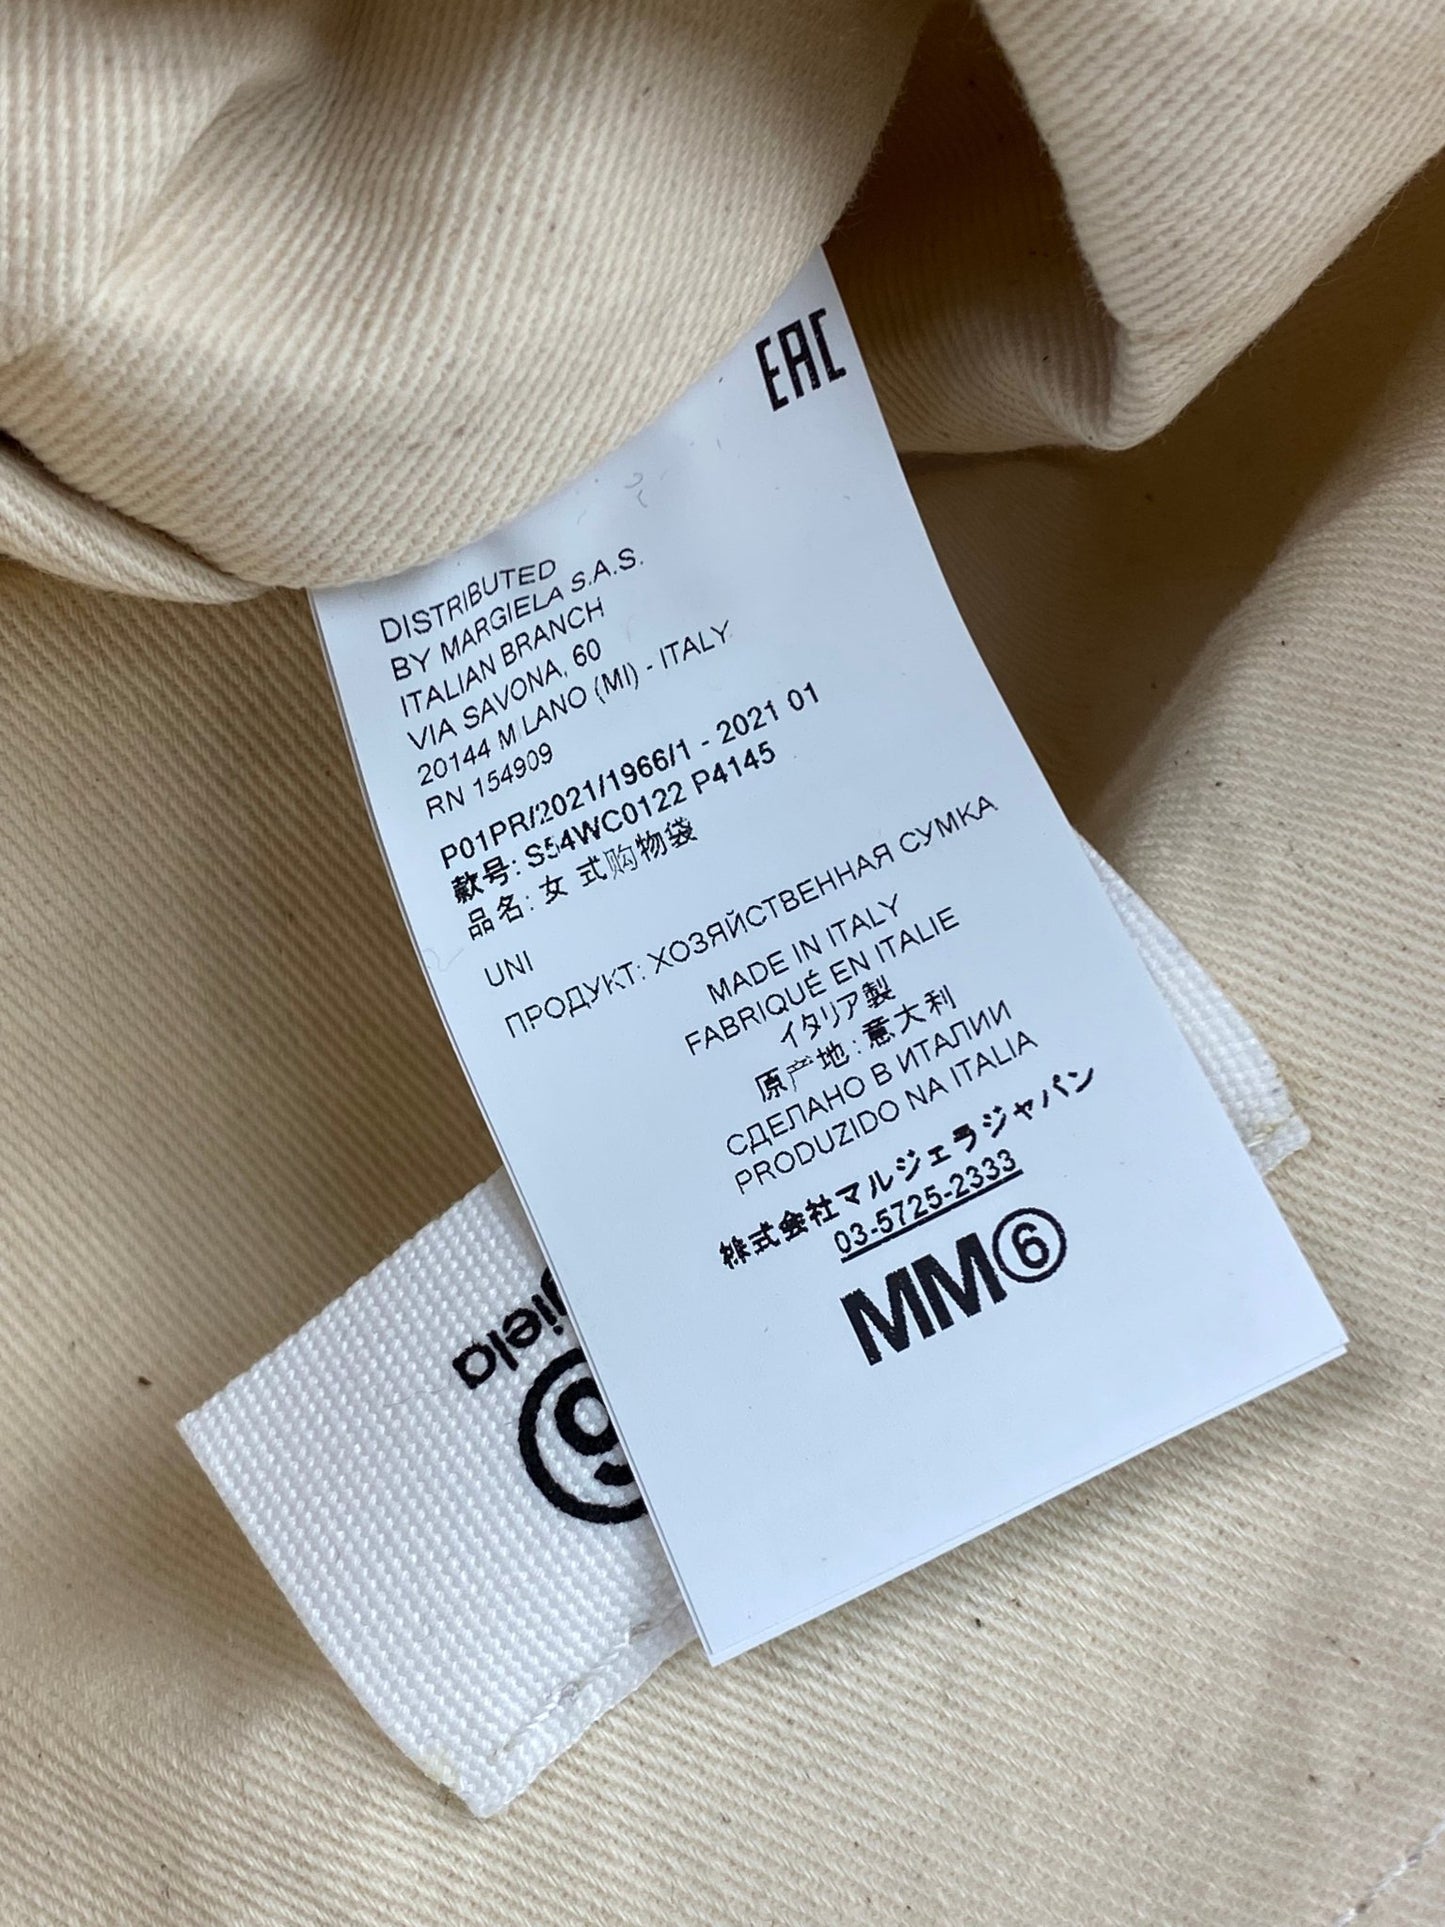 EAC
DISTRIBUTED
BY MARGIELA S.A.S.
ITALIAN BRANCH
VIA SAVONA, 60
20144 MILANO (MI) - ITALY
RN 154909
P01PR/2021/1966/1 - 2021 01
款号: S54WC0122 P4145
品名: 女 式购物袋
UNI
ПРОДУКТ: ХОЗЯЙСТВЕННАЯ СУМКА
MADE IN ITALY
FABRIQUÉ EN ITALIE
イタリア製
原产地: 意大利
СДЕЛАНО В ИТАЛИИ
PRODUZIDO NA ITALIA
株式会社マルジェラジャパン
03-5725-2333
MM⑥
giela
6